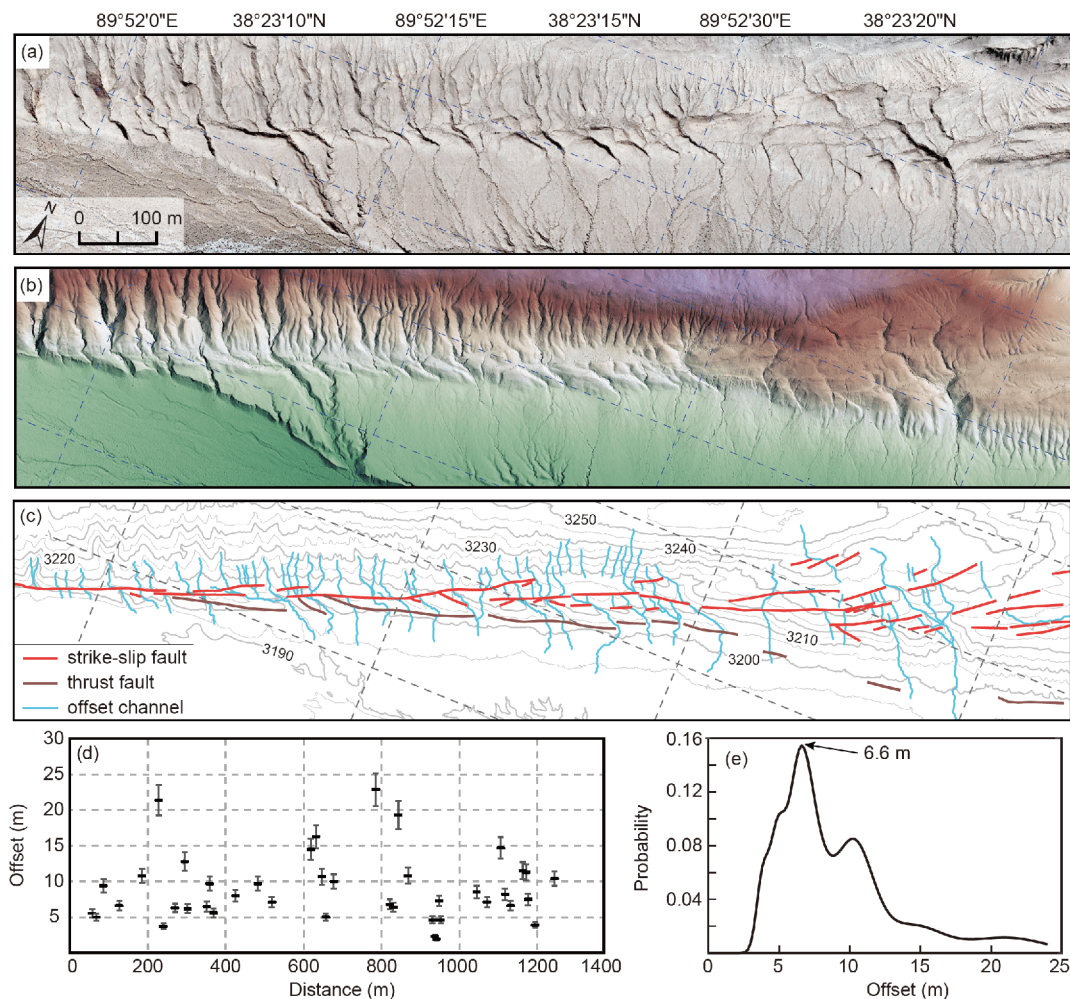 89°52'0"E 38°23'10"N 89°52'15"E 38°23'15"N 89°52'30"E 38°23'20"N
(a)
N
0 100 m
(b)
(c)
3250
3220
3230
3240
3210
3200
3190
strike-slip fault
thrust fault
offset channel
(d)
30
25
20
15
10
5
Offset (m)
0 200 400 600 800 1000 1200 1400
Distance (m)
(e)
6.6 m
0.16
0.12
0.08
0.04
Probability
0 5 10 15 20 25
Offset (m)